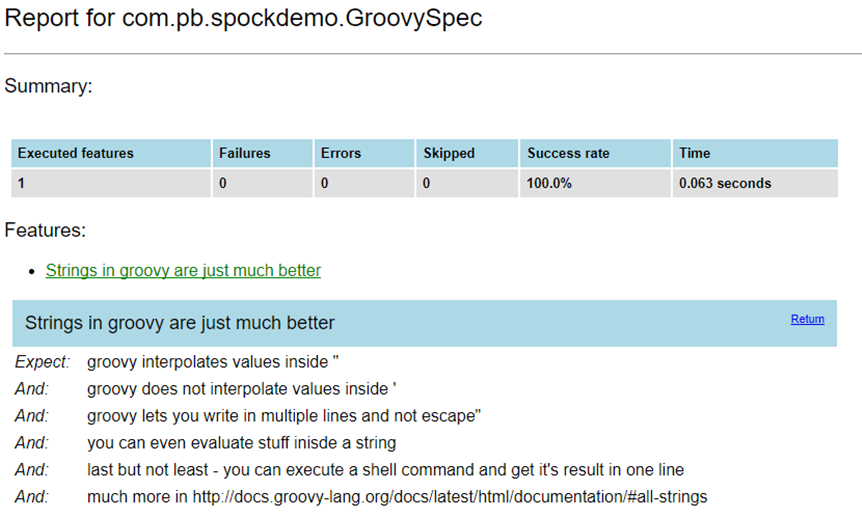 Report for com.pb.spockdemo.GroovySpec
Summary:
Executed features Failures Errors Skipped Success rate Time
1 0 0 0 100.0% 0.063 seconds
Features:
• Strings in groovy are just much better
Strings in groovy are just much better Return
Expect: groovy interpolates values inside "
And: groovy does not interpolate values inside '
And: groovy lets you write in multiple lines and not escape"
And: you can even evaluate stuff inisde a string
And: last but not least - you can execute a shell command and get it's result in one line
And: much more in http://docs.groovy-lang.org/docs/latest/html/documentation/#all-strings